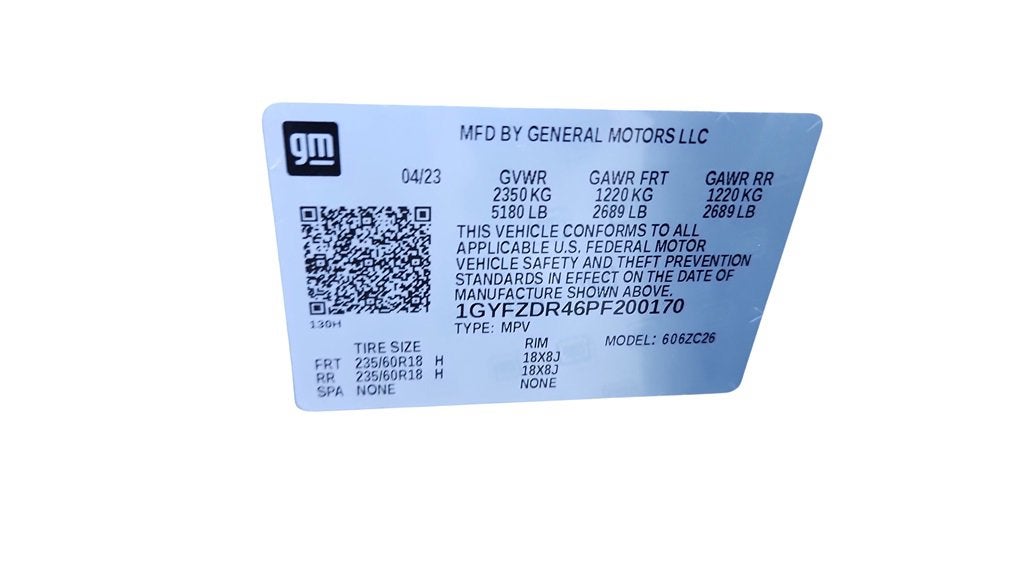 gm
MFD BY GENERAL MOTORS LLC
04/23 GVWR GAWR FRT GAWR RR
2350 KG 1220 KG 1220 KG
5180 LB 2689 LB 2689 LB
THIS VEHICLE CONFORMS TO ALL
APPLICABLE U.S. FEDERAL MOTOR
VEHICLE SAFETY AND THEFT PREVENTION
STANDARDS IN EFFECT ON THE DATE OF
MANUFACTURE SHOWN ABOVE.
1GYFZDR46PF200170
130H
TYPE: MPV
TIRE SIZE RIM MODEL: 606ZC26
FRT 235/60R18 H 18X8J
RR 235/60R18 H 18X8J
SPA NONE NONE